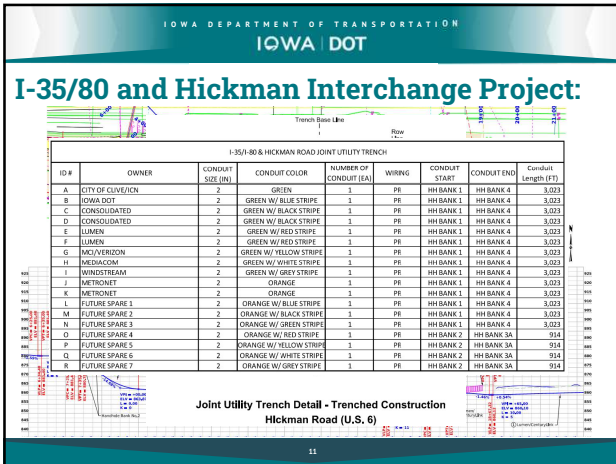 IOWA DEPARTMENT OF TRANSPORTATION
IOWA DOT
I-35/80 and Hickman Interchange Project:
Trench Base Line
Row
19+00
20+00
21+00
I-35/I-80 & HICKMAN ROAD JOINT UTILITY TRENCH
ID # OWNER CONDUIT SIZE (IN) CONDUIT COLOR NUMBER OF CONDUIT (EA) WIRING CONDUIT START CONDUIT END Conduit Length (FT)
A CITY OF CLIVE/ICN 2 GREEN 1 PR HH BANK 1 HH BANK 4 3,023
B IOWA DOT 2 GREEN W/ BLUE STRIPE 1 PR HH BANK 1 HH BANK 4 3,023
C CONSOLIDATED 2 GREEN W/ BLACK STRIPE 1 PR HH BANK 1 HH BANK 4 3,023
D CONSOLIDATED 2 GREEN W/ BLACK STRIPE 1 PR HH BANK 1 HH BANK 4 3,023
E LUMEN 2 GREEN W/ RED STRIPE 1 PR HH BANK 1 HH BANK 4 3,023
F LUMEN 2 GREEN W/ RED STRIPE 1 PR HH BANK 1 HH BANK 4 3,023
G MCI/VERIZON 2 GREEN W/ YELLOW STRIPE 1 PR HH BANK 1 HH BANK 4 3,023
H MEDIACOM 2 GREEN W/ WHITE STRIPE 1 PR HH BANK 1 HH BANK 4 3,023
I WINDSTREAM 2 GREEN W/ GREY STRIPE 1 PR HH BANK 1 HH BANK 4 3,023
J METRONET 2 ORANGE 1 PR HH BANK 1 HH BANK 4 3,023
K METRONET 2 ORANGE 1 PR HH BANK 1 HH BANK 4 3,023
L FUTURE SPARE 1 2 ORANGE W/ BLUE STRIPE 1 PR HH BANK 1 HH BANK 4 3,023
M FUTURE SPARE 2 2 ORANGE W/ BLACK STRIPE 1 PR HH BANK 1 HH BANK 4 3,023
N FUTURE SPARE 3 2 ORANGE W/ GREEN STRIPE 1 PR HH BANK 1 HH BANK 4 3,023
O FUTURE SPARE 4 2 ORANGE W/ RED STRIPE 1 PR HH BANK 2 HH BANK 3A 914
P FUTURE SPARE 5 2 ORANGE W/ YELLOW STRIPE 1 PR HH BANK 2 HH BANK 3A 914
Q FUTURE SPARE 6 2 ORANGE W/ WHITE STRIPE 1 PR HH BANK 2 HH BANK 3A 914
R FUTURE SPARE 7 2 ORANGE W/ GREY STRIPE 1 PR HH BANK 2 HH BANK 3A 914
Joint Utility Trench Detail - Trenched Construction
Hickman Road (U.S. 6)
K = 11
11